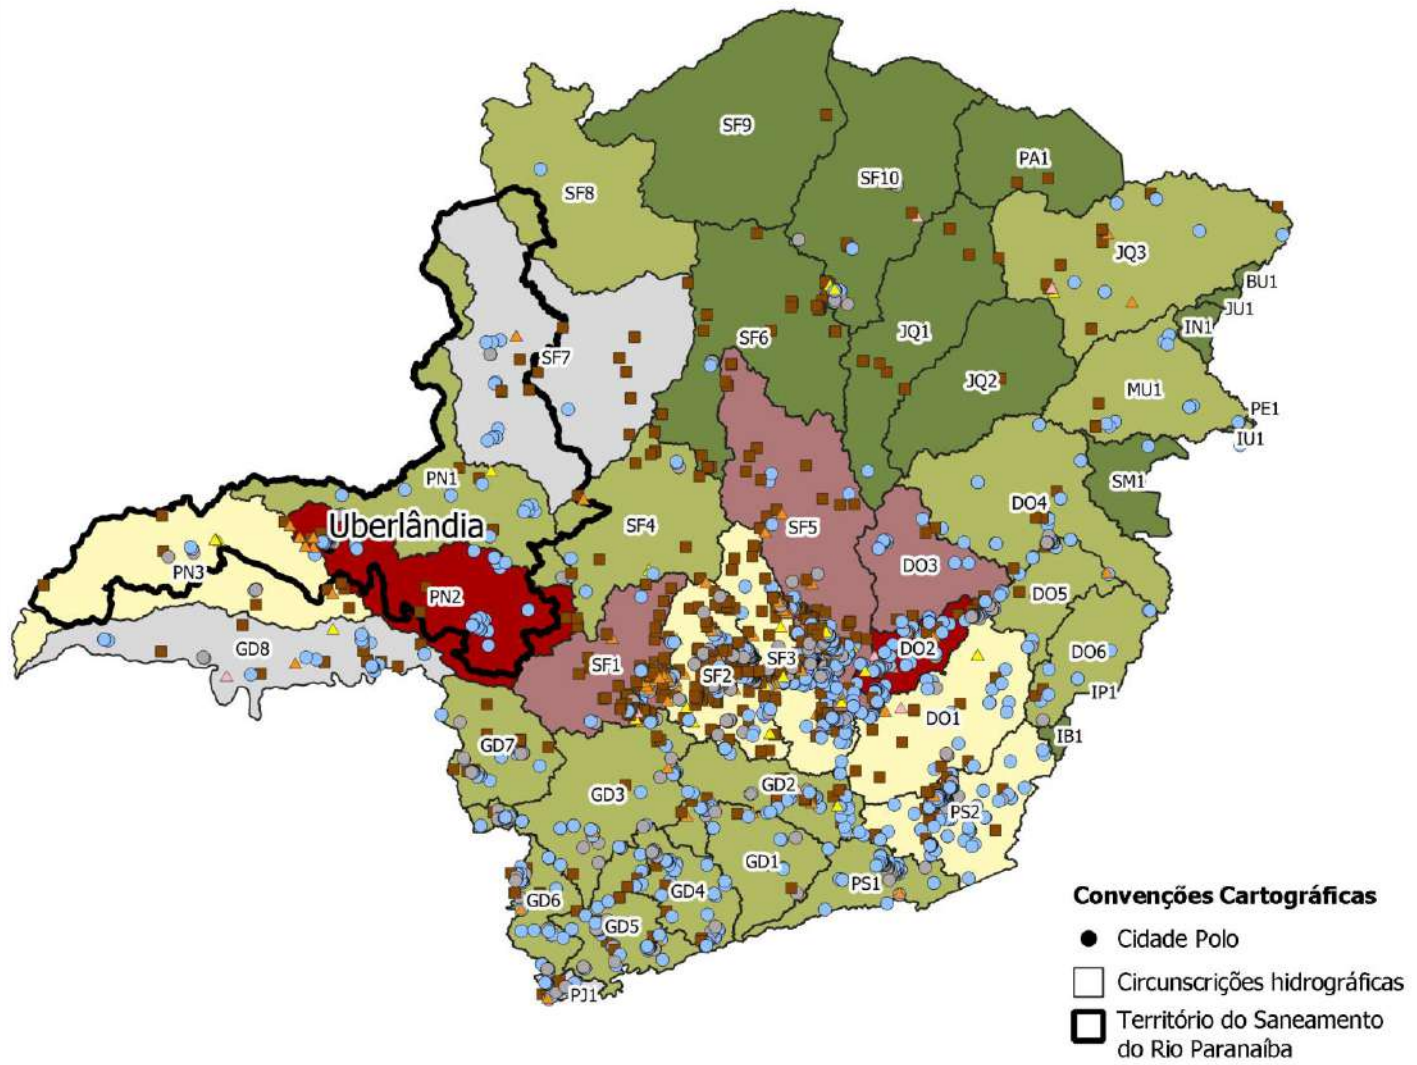 SF9
PA1
SF10
SF8
JQ3
BU1
JU1
IN1
JQ1
SF6
SF7
JQ2
MU1
PE1
IU1
PN1
SM1
DO4
Uberlândia
SF4
SF5
DO3
PN3
DO5
PN2
GD8
DO2
DO6
SF3
SF1
SF2
IP1
DO1
IB1
GD7
GD2
GD3
PS2
GD1
PS1
GD4
GD6
GD5
PJ1
Convenções Cartográficas
Cidade Polo
Circunscrições hidrográficas
Território do Saneamento
do Rio Paranaíba